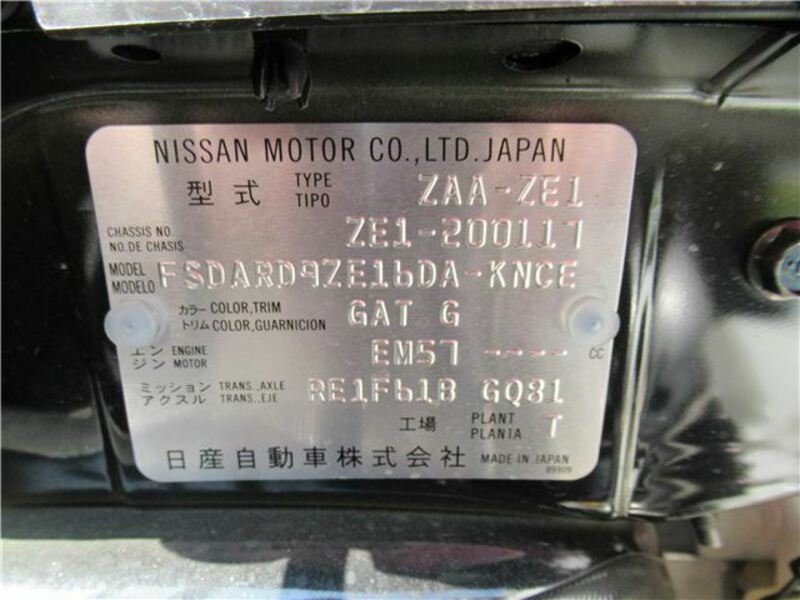 NISSAN MOTOR CO.,LTD.JAPAN
型式 TYPE TIPO ZAA-ZE1
CHASSIS NO. NO.DE CHASIS ZE1-200117
MODEL MODELO FSDARD9ZE16DA-KNCE
カラー COLOR,TRIM トリム COLOR,GUARNICION GAT G
エンジン ENGINE MOTOR EM57 ---- CC
ミッション TRANS.,AXLE アクスル TRANS.,EJE RE1F61B GQ81
工場 PLANT PLANTA T
日産自動車株式会社 MADE IN JAPAN
89909